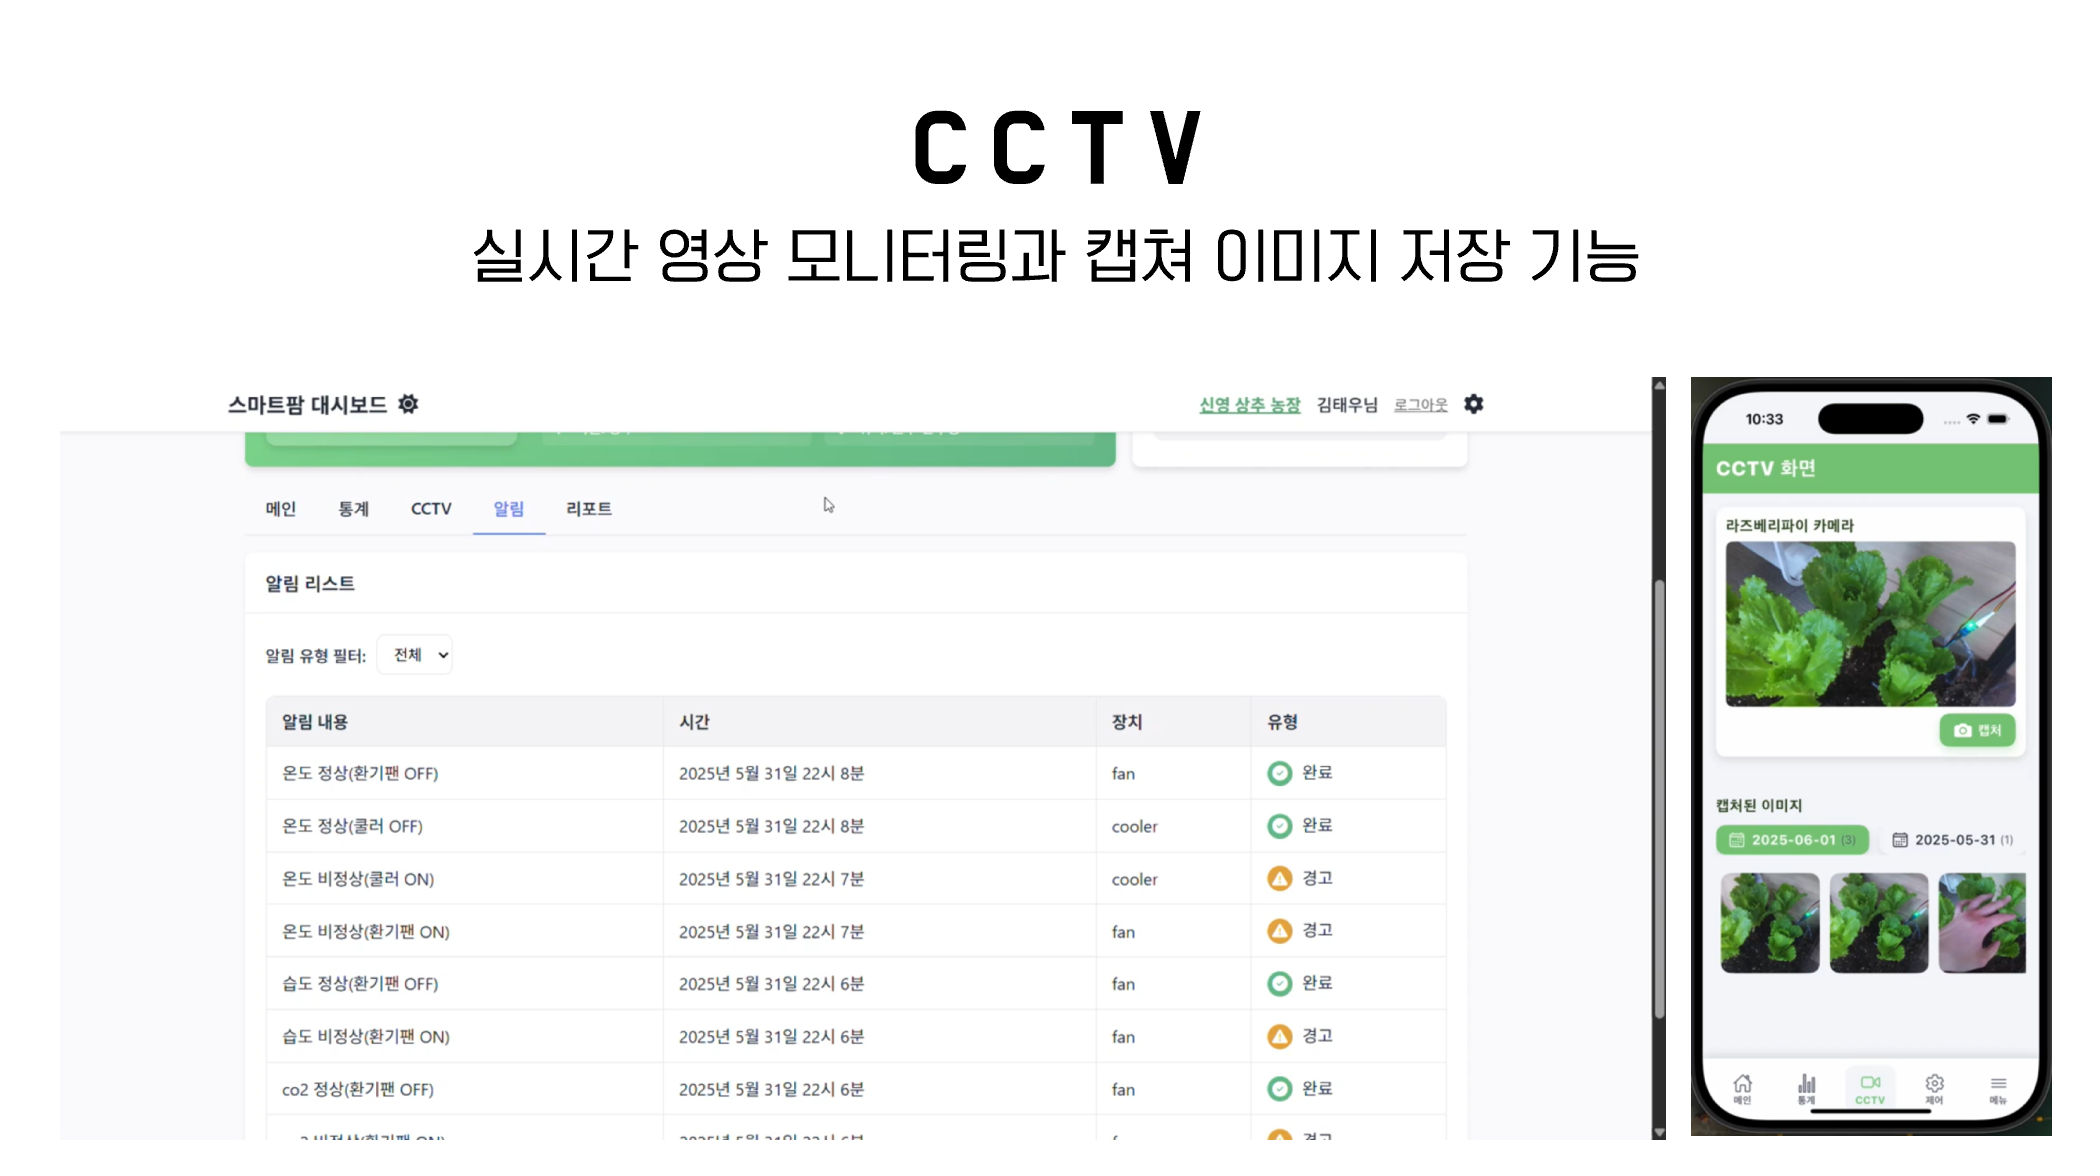 CCTV
실시간 영상 모니터링과 캡쳐 이미지 저장 기능
스마트팜 대시보드
신영 상추 농장 김태우님 로그아웃
메인 통계 CCTV 알림 리포트
알림 리스트
알림 유형 필터: 전체
알림 내용 시간 장치 유형
온도 정상(환기팬 OFF) 2025년 5월 31일 22시 8분 fan 완료
온도 정상(쿨러 OFF) 2025년 5월 31일 22시 8분 cooler 완료
온도 비정상(쿨러 ON) 2025년 5월 31일 22시 7분 cooler 경고
온도 비정상(환기팬 ON) 2025년 5월 31일 22시 7분 fan 경고
습도 정상(환기팬 OFF) 2025년 5월 31일 22시 6분 fan 완료
습도 비정상(환기팬 ON) 2025년 5월 31일 22시 6분 fan 경고
co2 정상(환기팬 OFF) 2025년 5월 31일 22시 6분 fan 완료
10:33
CCTV 화면
라즈베리파이 카메라
캡처
캡처된 이미지
2025-06-01 (3) 2025-05-31 (1)
메인 통계 CCTV 제어 메뉴